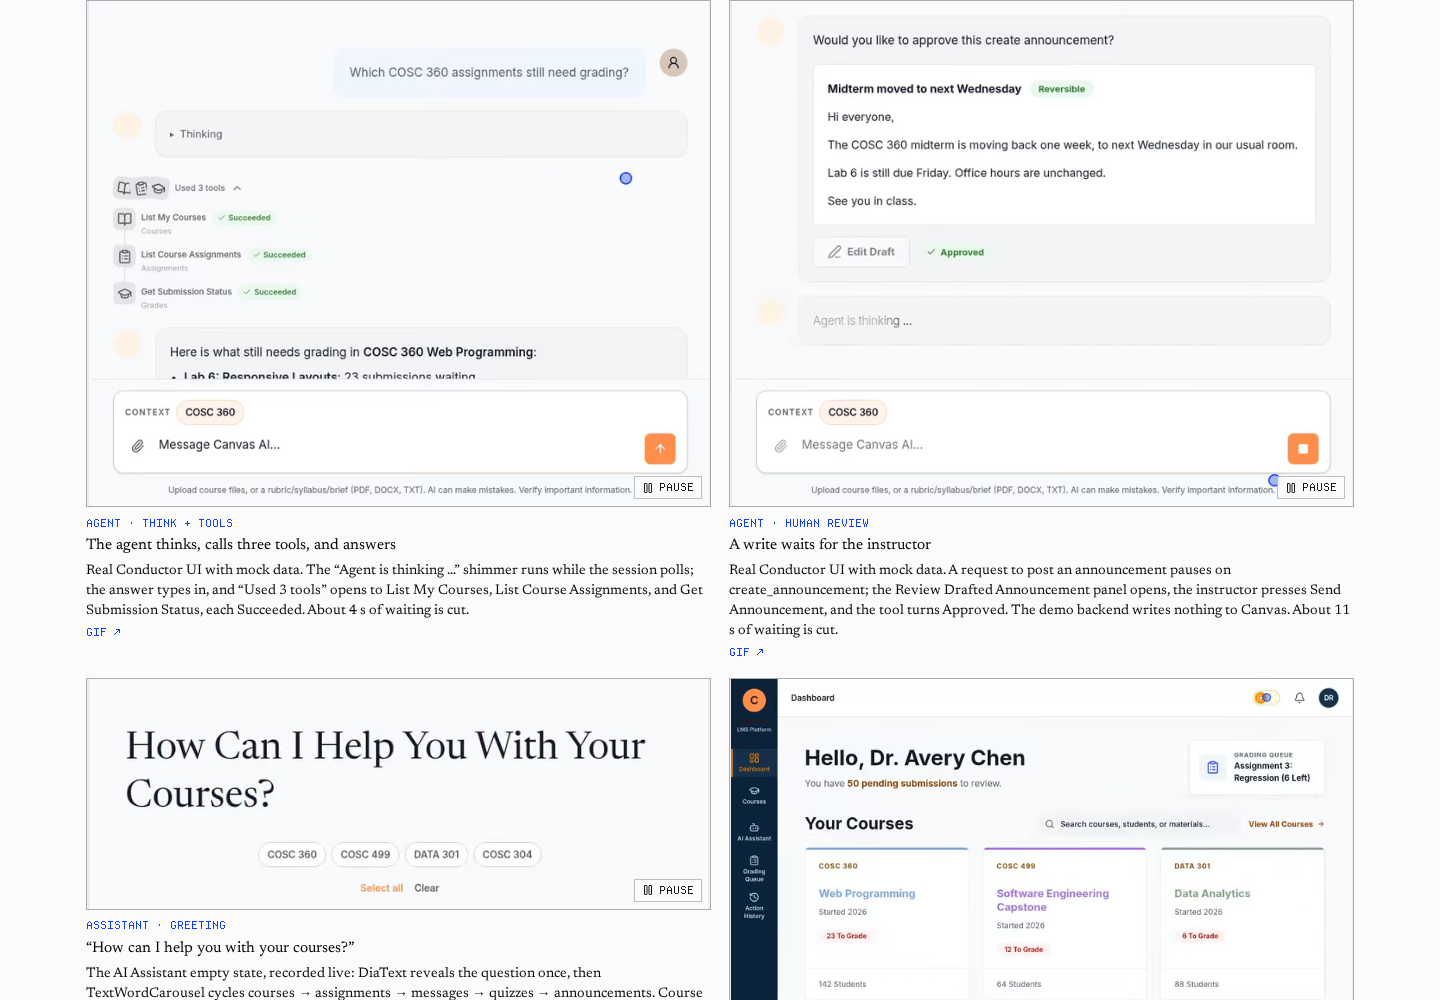 Which COSC 360 assignments still need grading?
Thinking
Used 3 tools
List My Courses
Succeeded
Courses
List Course Assignments
Succeeded
Assignments
Get Submission Status
Succeeded
Grades
Here is what still needs grading in COSC 360 Web Programming:
• Lab 6: Responsive Layouts: 23 submissions waiting
CONTEXT
COSC 360
Message Canvas AI...
Upload course files, or a rubric/syllabus/brief (PDF, DOCX, TXT). AI can make mistakes. Verify important information.
PAUSE
AGENT · THINK + TOOLS
The agent thinks, calls three tools, and answers
Real Conductor UI with mock data. The “Agent is thinking …” shimmer runs while the session polls;
the answer types in, and “Used 3 tools” opens to List My Courses, List Course Assignments, and Get
Submission Status, each Succeeded. About 4 s of waiting is cut.
GIF ↗
Would you like to approve this create announcement?
Midterm moved to next Wednesday
Reversible
Hi everyone,
The COSC 360 midterm is moving back one week, to next Wednesday in our usual room.
Lab 6 is still due Friday. Office hours are unchanged.
See you in class.
Edit Draft
Approved
Agent is thinking ...
CONTEXT
COSC 360
Message Canvas AI...
Upload course files, or a rubric/syllabus/brief (PDF, DOCX, TXT). AI can make mistakes. Verify important information.
PAUSE
AGENT · HUMAN REVIEW
A write waits for the instructor
Real Conductor UI with mock data. A request to post an announcement pauses on
create_announcement; the Review Drafted Announcement panel opens, the instructor presses Send
Announcement, and the tool turns Approved. The demo backend writes nothing to Canvas. About 11
s of waiting is cut.
GIF ↗
How Can I Help You With Your
Courses?
COSC 360
COSC 499
DATA 301
COSC 304
Select all
Clear
PAUSE
ASSISTANT · GREETING
“How can I help you with your courses?”
The AI Assistant empty state, recorded live: DiaText reveals the question once, then
TextWordCarousel cycles courses → assignments → messages → quizzes → announcements. Course
C
LMS Platform
Dashboard
Courses
AI Assistant
Grading
Queue
Action
History
Dashboard
DR
Hello, Dr. Avery Chen
You have 50 pending submissions to review.
GRADING QUEUE
Assignment 3:
Regression (6 Left)
Your Courses
Search courses, students, or materials...
View All Courses →
COSC 360
Web Programming
Started 2026
23 To Grade
142 Students
COSC 499
Software Engineering
Capstone
Started 2026
12 To Grade
64 Students
DATA 301
Data Analytics
Started 2026
6 To Grade
88 Students